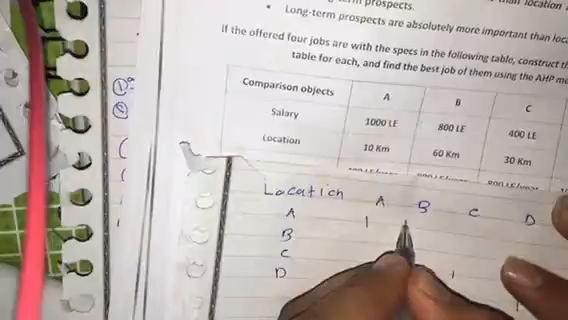 prospects.
• Long-term prospects are absolutely more important than
If the offered four jobs are with the specs in the following table, construct
table for each, and find the best job of them using the AHP
Comparison objects A B C
Salary 1000 LE 800 LE 400 LE
Location 10 Km 60 Km 30 Km
Location A B C D
A 1
B
C 1
D 1